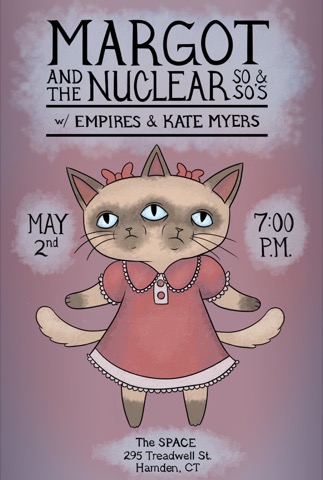 MARGOT
AND THE NUCLEAR SO & SO'S
w/ EMPIRES & KATE MYERS
MAY 2nd
7:00 P.M.
The SPACE
295 Treadwell St.
Hamden, CT